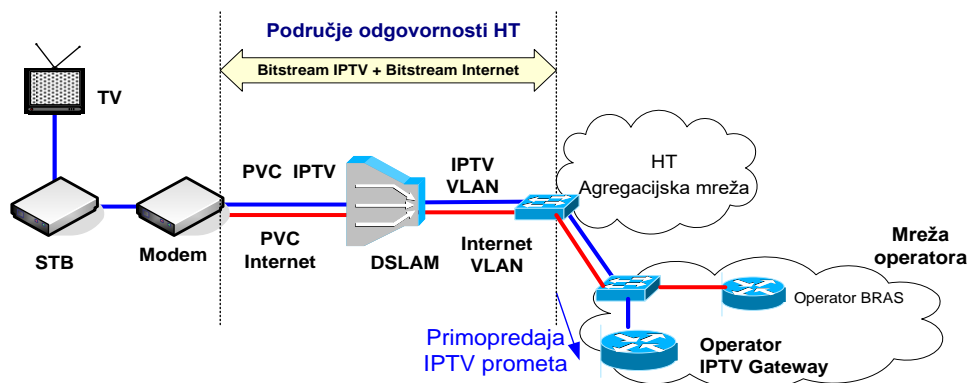 Područje odgovornosti HT
Bitstream IPTV + Bitstream Internet
TV
PVC IPTV
IPTV
VLAN
HT
Agregacijska mreža
STB
Modem
PVC
Internet
DSLAM
Internet
VLAN
Mreža
operatora
Operator BRAS
Primopredaja
IPTV prometa
Operator
IPTV Gateway